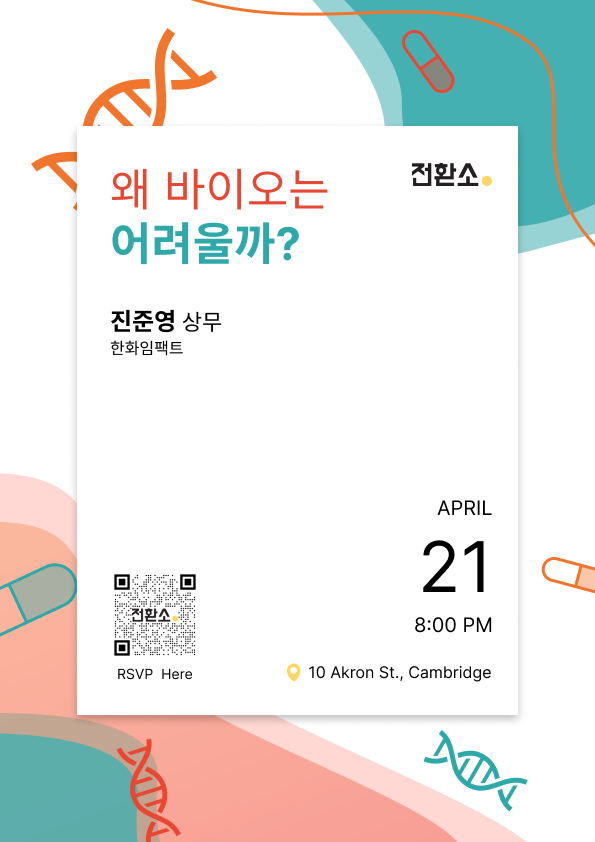 왜 바이오는
어려울까?
전환소.
진준영 상무
한화임팩트
APRIL
21
8:00 PM
전환소.
RSVP Here
10 Akron St., Cambridge